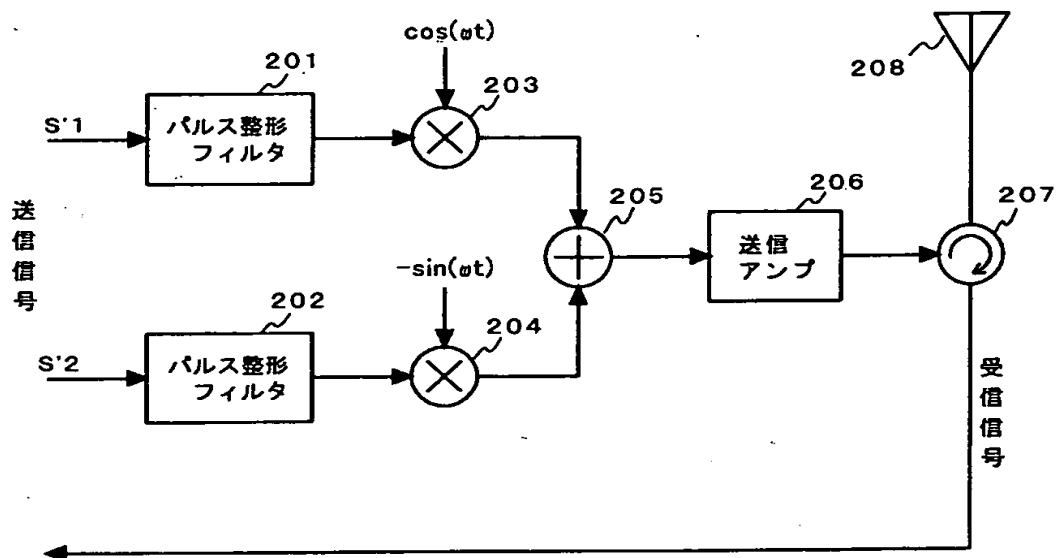 cos(ωt)
201
203
208
S'1
パルス整形
フィルタ
送信信号
205
206
207
送信
アンプ
-sin(ωt)
202
204
S'2
パルス整形
フィルタ
受信信号